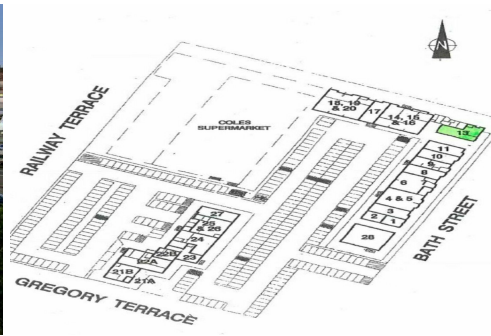 N
RAILWAY TERRACE
COLES
SUPERMARKET
18, 19
& 20
17
14, 15
& 16
13
11
10
9
8
6
4 & 5
3
2
1
28
BATH STREET
27
25
& 26
24
23
22B
22A
21B
21A
GREGORY TERRACE